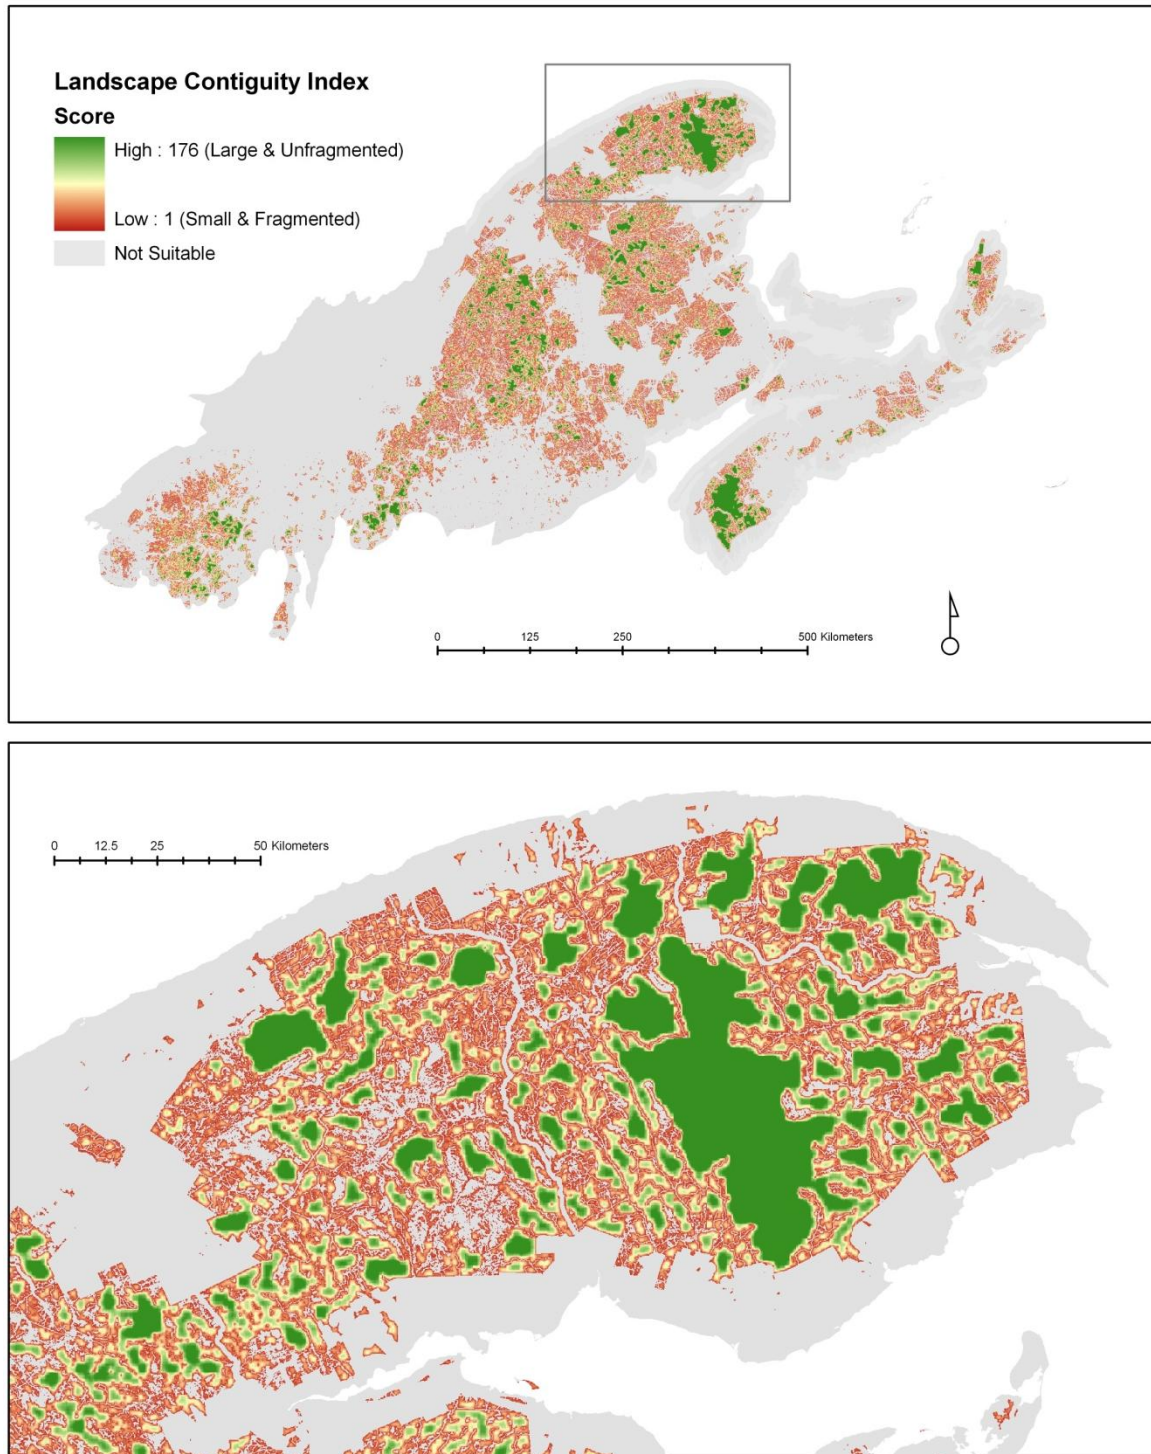 Landscape Contiguity Index
Score
High : 176 (Large & Unfragmented)
Low : 1 (Small & Fragmented)
Not Suitable
0 125 250 500 Kilometers
0 12.5 25 50 Kilometers